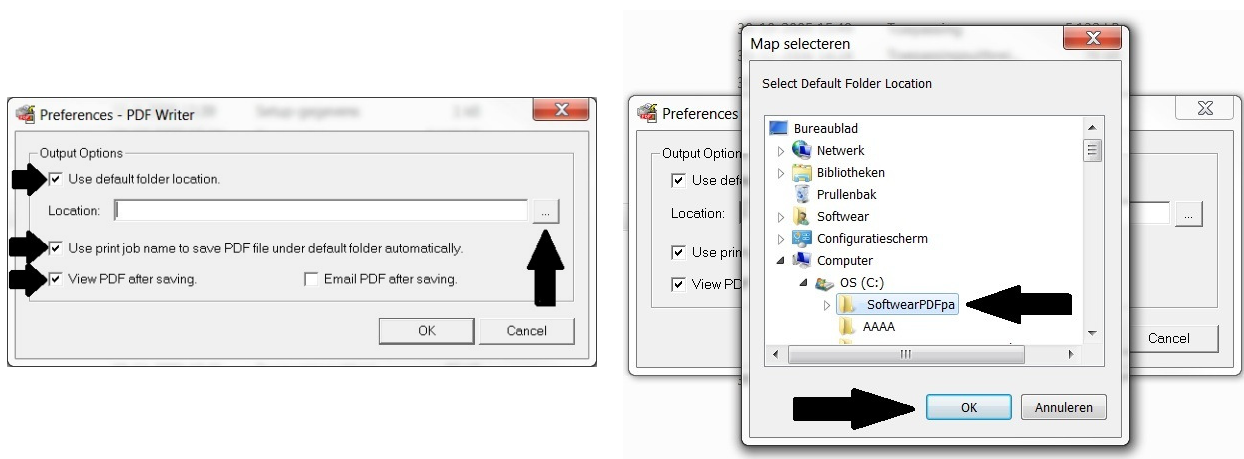 Preferences - PDF Writer
Output Options
Use default folder location.
Location:
...
Use print job name to save PDF file under default folder automatically.
View PDF after saving.
Email PDF after saving.
OK
Cancel
Map selecteren
Select Default Folder Location
Bureaublad
Netwerk
Bibliotheken
Prullenbak
Softwear
Configuratiescherm
Computer
OS (C:)
SoftwearPDFpa
AAAA
OK
Annuleren
Preferences
Output Option
Use defa
Location:
...
Use prin
View PD
Cancel